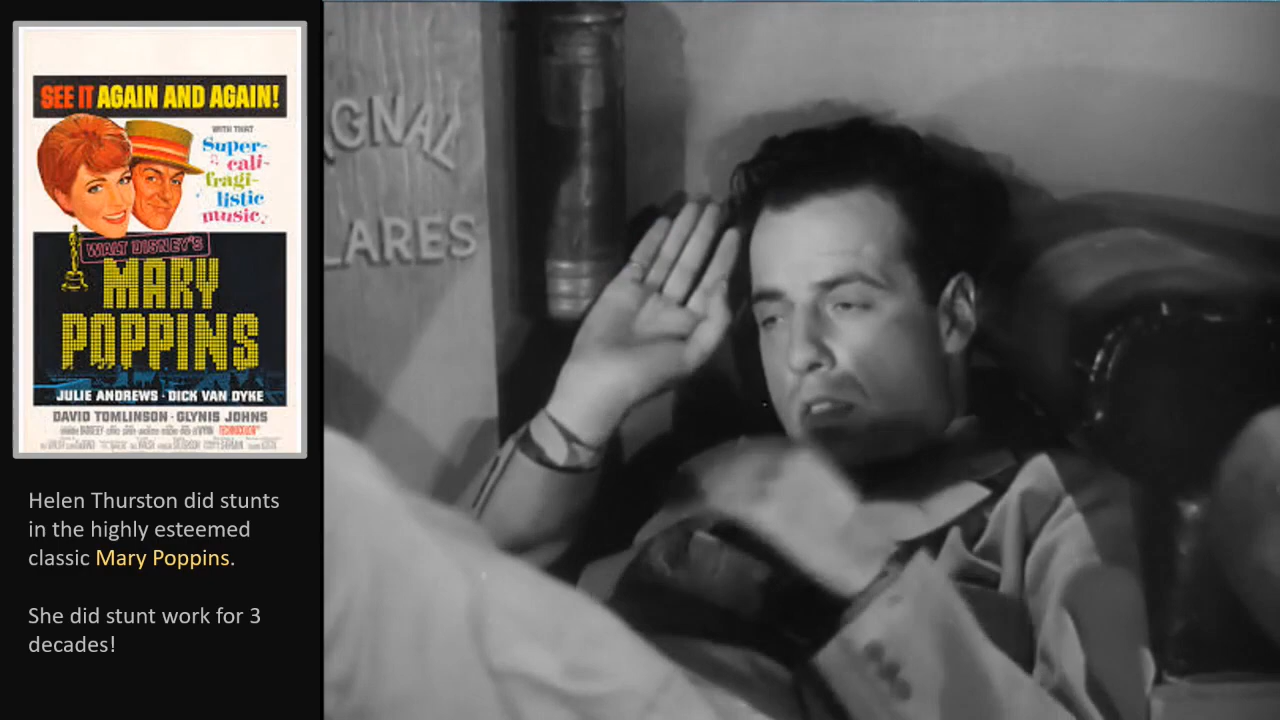 SEE IT AGAIN AND AGAIN!
WITH THAT
Super-
cali-
fragi-
listic
music
WALT DISNEY'S
MARY
POPPINS
JULIE ANDREWS · DICK VAN DYKE
DAVID TOMLINSON · GLYNIS JOHNS
TECHNICOLOR
Helen Thurston did stunts
in the highly esteemed
classic Mary Poppins.
She did stunt work for 3
decades!
IGNAL
LARES